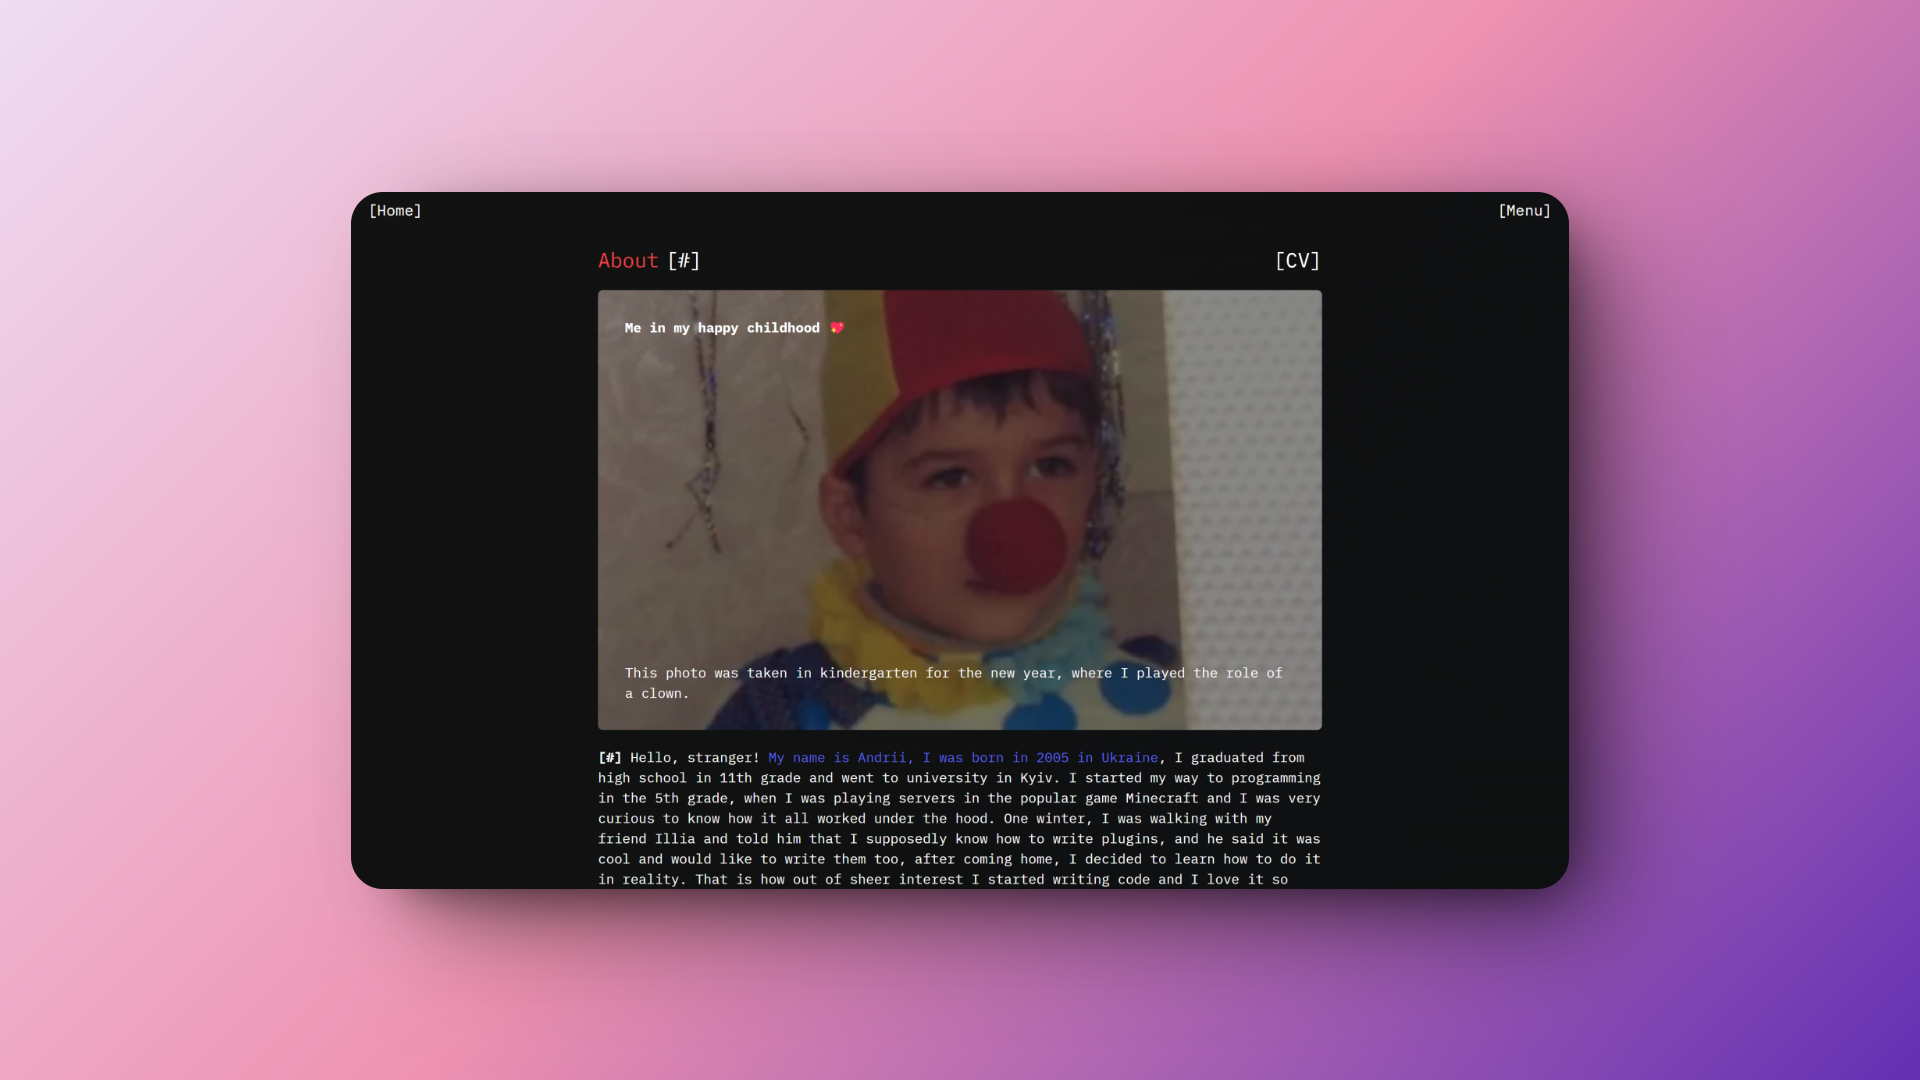 [Home] [Menu]
About [#] [CV]
Me in my happy childhood 💖
This photo was taken in kindergarten for the new year, where I played the role of
a clown.
[#] Hello, stranger! My name is Andrii, I was born in 2005 in Ukraine, I graduated from
high school in 11th grade and went to university in Kyiv. I started my way to programming
in the 5th grade, when I was playing servers in the popular game Minecraft and I was very
curious to know how it all worked under the hood. One winter, I was walking with my
friend Illia and told him that I supposedly know how to write plugins, and he said it was
cool and would like to write them too, after coming home, I decided to learn how to do it
in reality. That is how out of sheer interest I started writing code and I love it so